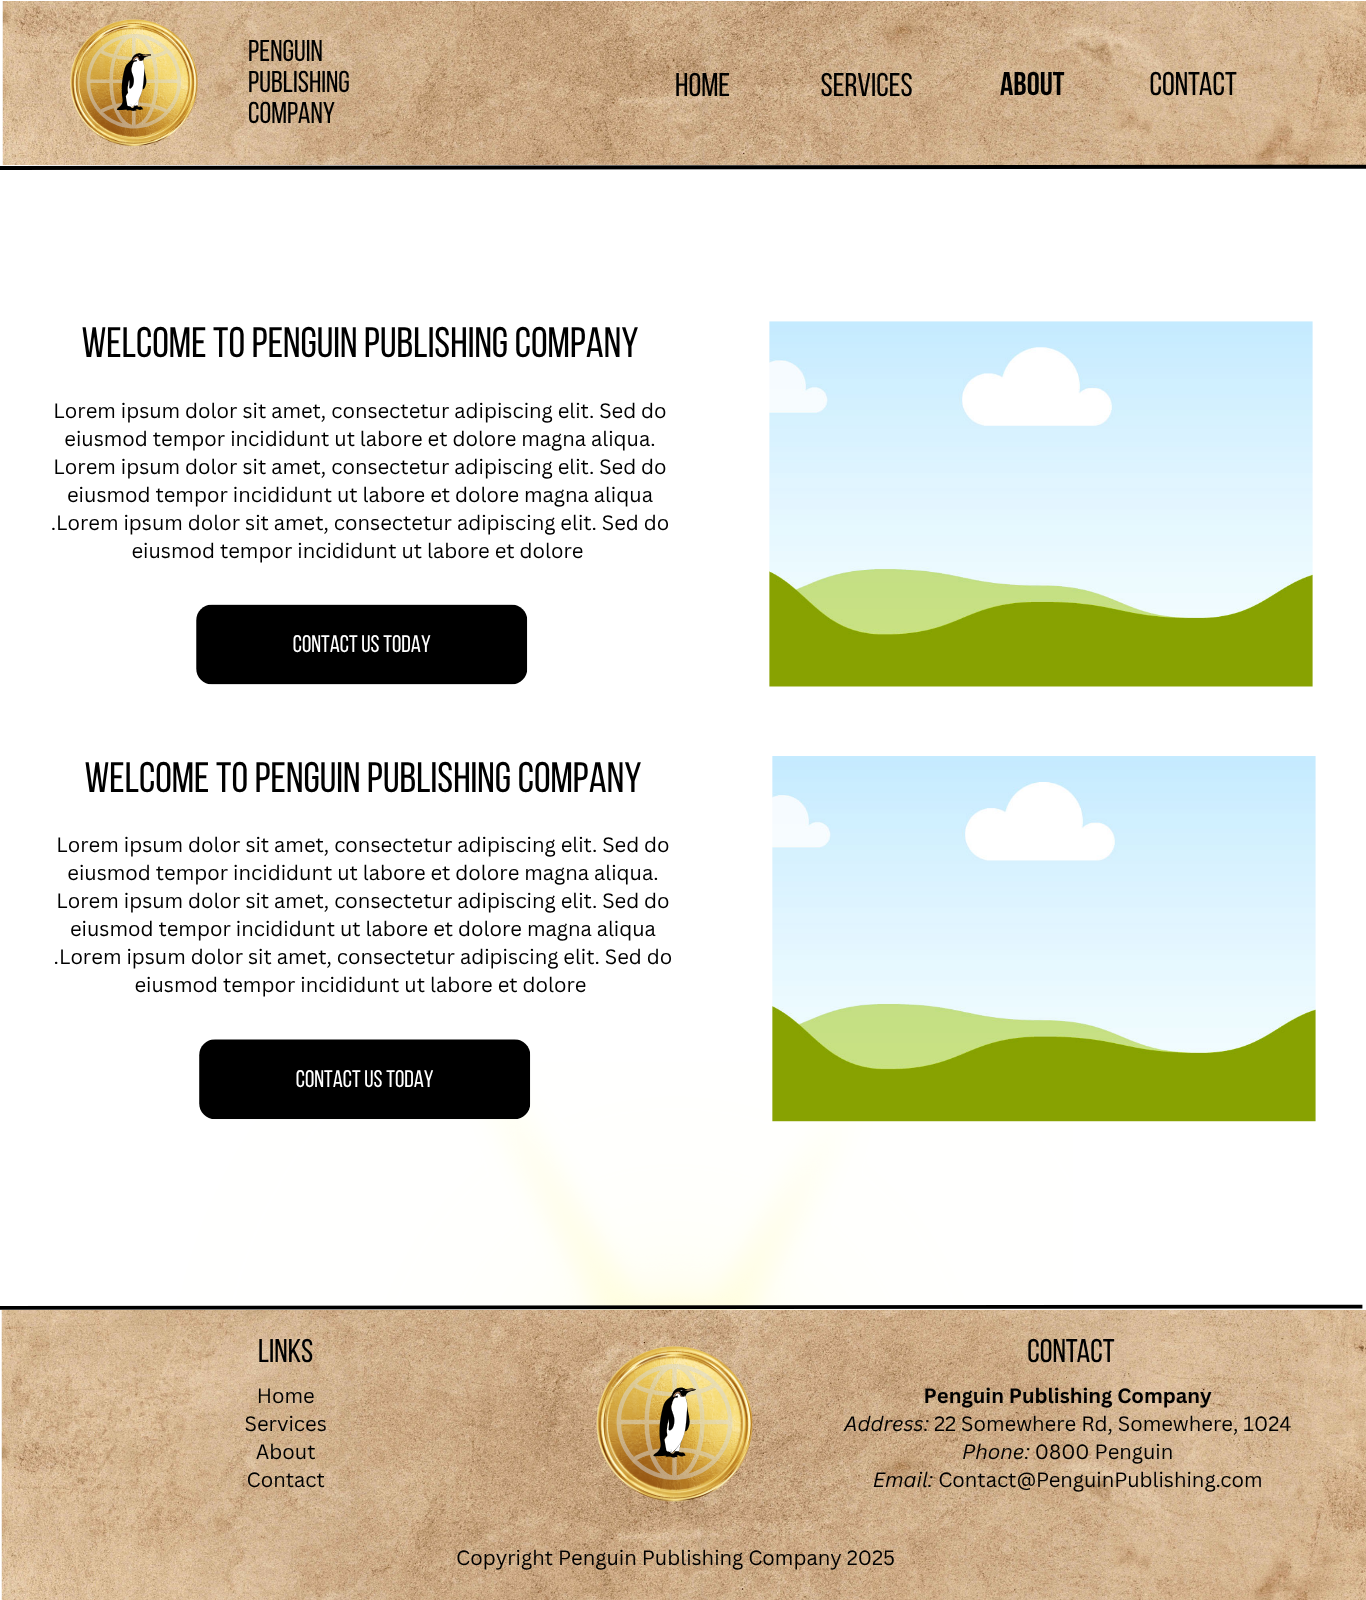 PENGUIN
PUBLISHING
COMPANY
HOME SERVICES ABOUT CONTACT
WELCOME TO PENGUIN PUBLISHING COMPANY
Lorem ipsum dolor sit amet, consectetur adipiscing elit. Sed do
eiusmod tempor incididunt ut labore et dolore magna aliqua.
Lorem ipsum dolor sit amet, consectetur adipiscing elit. Sed do
eiusmod tempor incididunt ut labore et dolore magna aliqua
.Lorem ipsum dolor sit amet, consectetur adipiscing elit. Sed do
eiusmod tempor incididunt ut labore et dolore
CONTACT US TODAY
WELCOME TO PENGUIN PUBLISHING COMPANY
Lorem ipsum dolor sit amet, consectetur adipiscing elit. Sed do
eiusmod tempor incididunt ut labore et dolore magna aliqua.
Lorem ipsum dolor sit amet, consectetur adipiscing elit. Sed do
eiusmod tempor incididunt ut labore et dolore magna aliqua
.Lorem ipsum dolor sit amet, consectetur adipiscing elit. Sed do
eiusmod tempor incididunt ut labore et dolore
CONTACT US TODAY
LINKS
Home
Services
About
Contact
CONTACT
Penguin Publishing Company
Address: 22 Somewhere Rd, Somewhere, 1024
Phone: 0800 Penguin
Email: Contact@PenguinPublishing.com
Copyright Penguin Publishing Company 2025